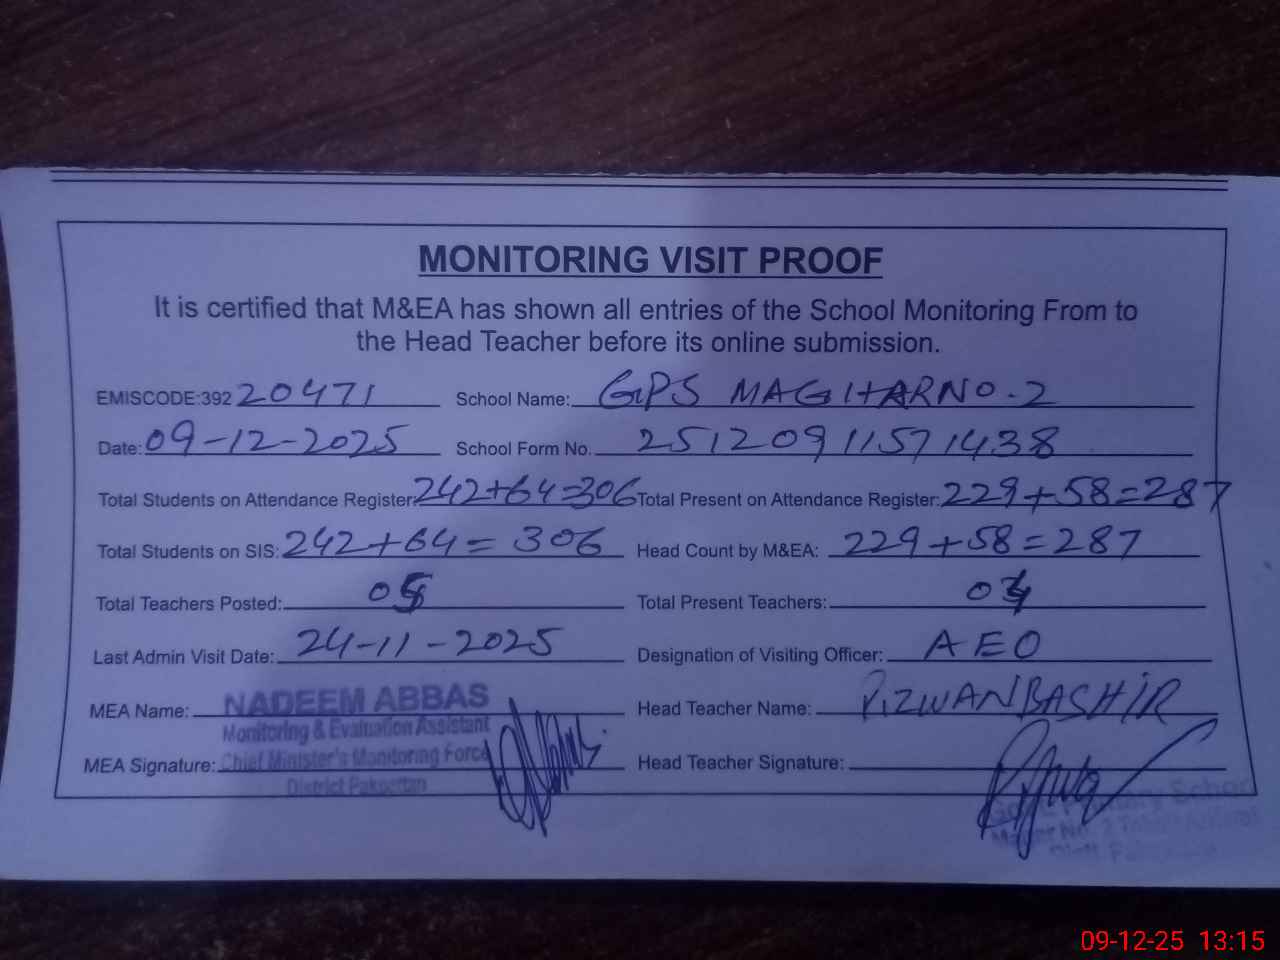 MONITORING VISIT PROOF
It is certified that M&EA has shown all entries of the School Monitoring From to
the Head Teacher before its online submission.
EMISCODE:392 20471 School Name: GPS MAGHARNO.2
Date: 09-12-2025 School Form No. 25120911571438
Total Students on Attendance Register: 242+64=306 Total Present on Attendance Register: 229+58=287
Total Students on SIS: 242+64=306 Head Count by M&EA: 229+58=287
Total Teachers Posted: Total Present Teachers:
Last Admin Visit Date: 24-11-2025 Designation of Visiting Officer: AEO
MEA Name: NADEEM ABBAS Head Teacher Name: RIZWAN BASHIR
Monitoring & Evaluation Assistant
MEA Signature: Chief Minister's Monitoring Force Head Teacher Signature:
District Pakpattan
Govt. Primary School
09-12-25 13:15